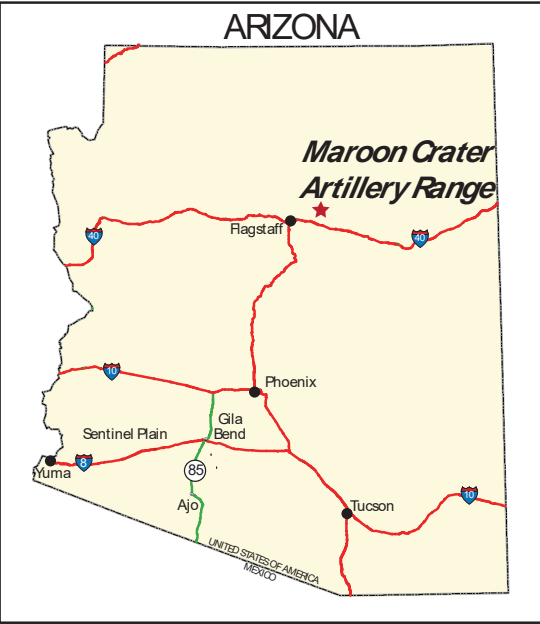 ARIZONA
Maroon Crater
Artillery Range
Flagstaff
40
40
10
Phoenix
Gila
Bend
Sentinel Plain
8
Yuma
85
Ajo
10
Tucson
UNITED STATES OF AMERICA
MEXICO